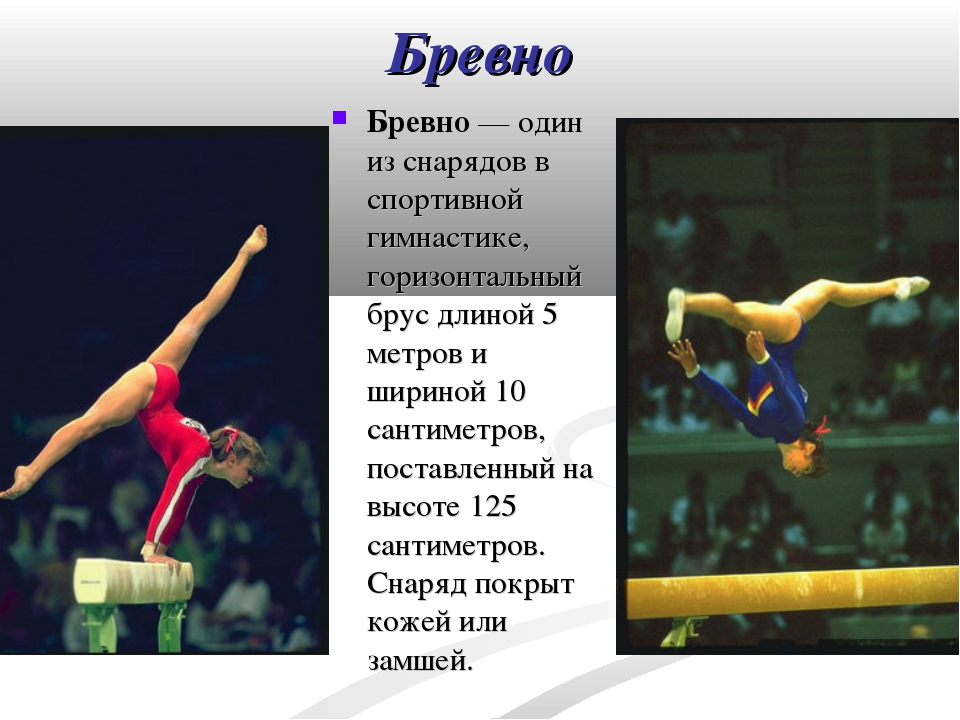 Бревно
Бревно — один
из снарядов в
спортивной
гимнастике,
горизонтальный
брус длиной 5
метров и
шириной 10
сантиметров,
поставленный на
высоте 125
сантиметров.
Снаряд покрыт
кожей или
замшей.